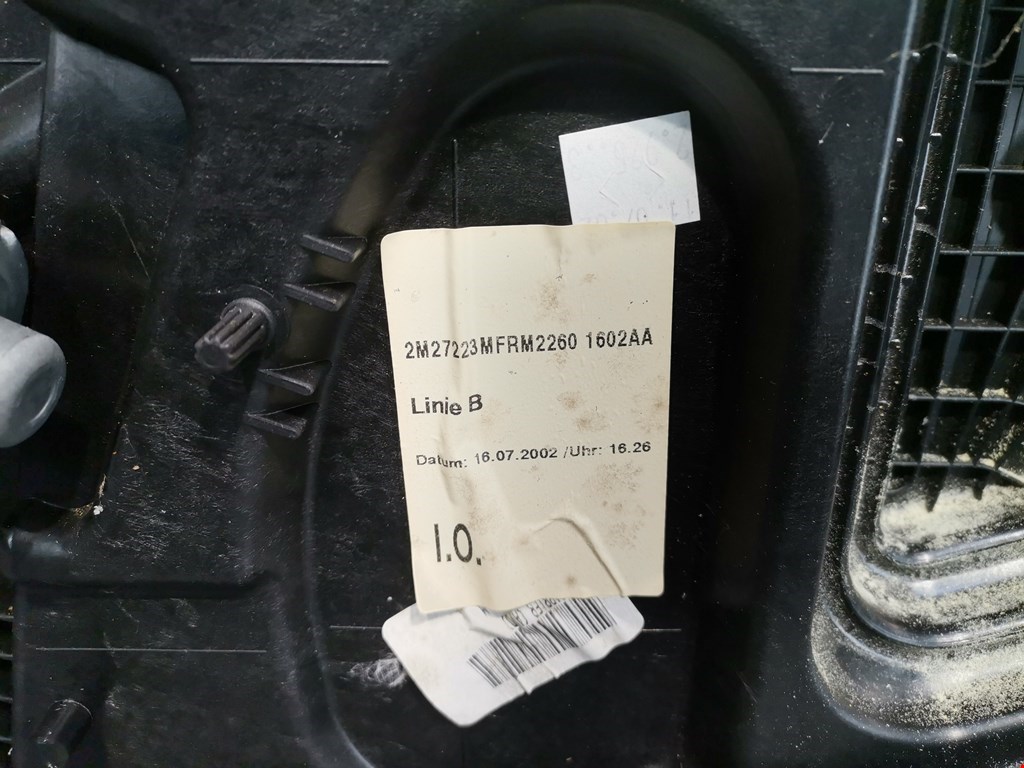 2M27223MFRM2260 1602AA
Linie B
Datum: 16.07.2002 /Uhr: 16.26
I.O.